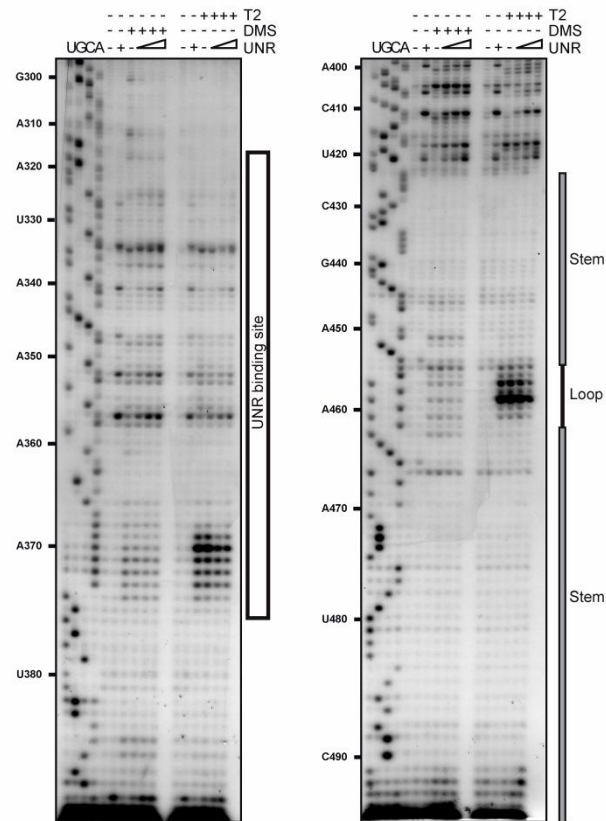 - - - - - - - - + + + + T2
- - + + + + - - - - - - DMS
UGCA - + - - + - UNR
G300
A310
A320
U330
A340
A350
A360
A370
U380
UNR binding site
- - - - - - - - + + + + T2
- - + + + + - - - - - - DMS
UGCA - + - - + - UNR
A400
C410
U420
C430
G440
A450
A460
A470
U480
C490
Stem
Loop
Stem